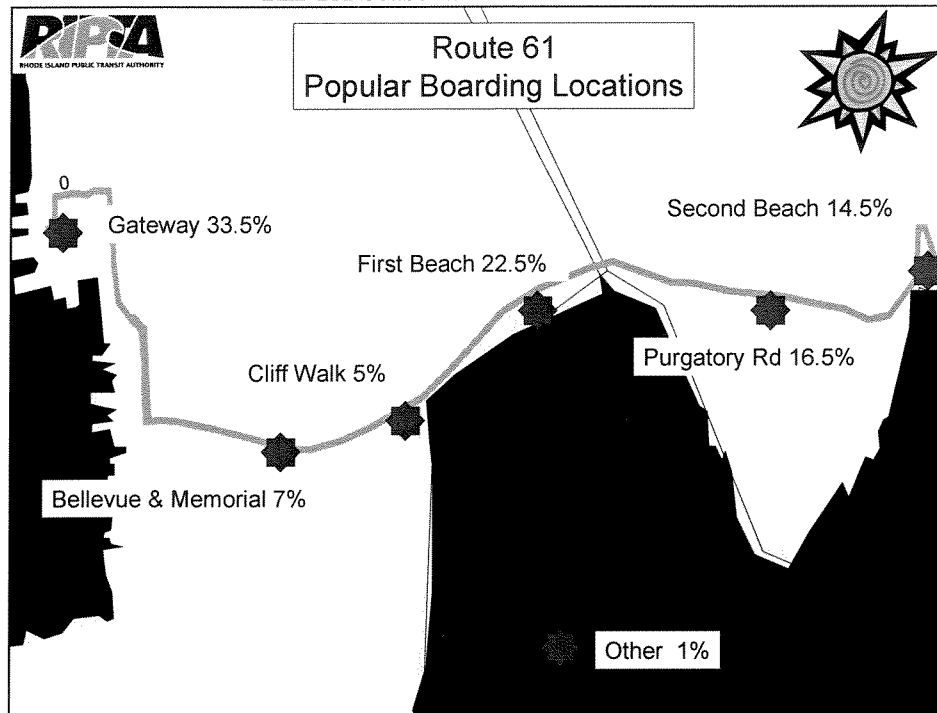 RIPTA
RHODE ISLAND PUBLIC TRANSIT AUTHORITY
Route 61
Popular Boarding Locations
0
Gateway 33.5%
Second Beach 14.5%
First Beach 22.5%
Purgatory Rd 16.5%
Cliff Walk 5%
Bellevue & Memorial 7%
Other 1%